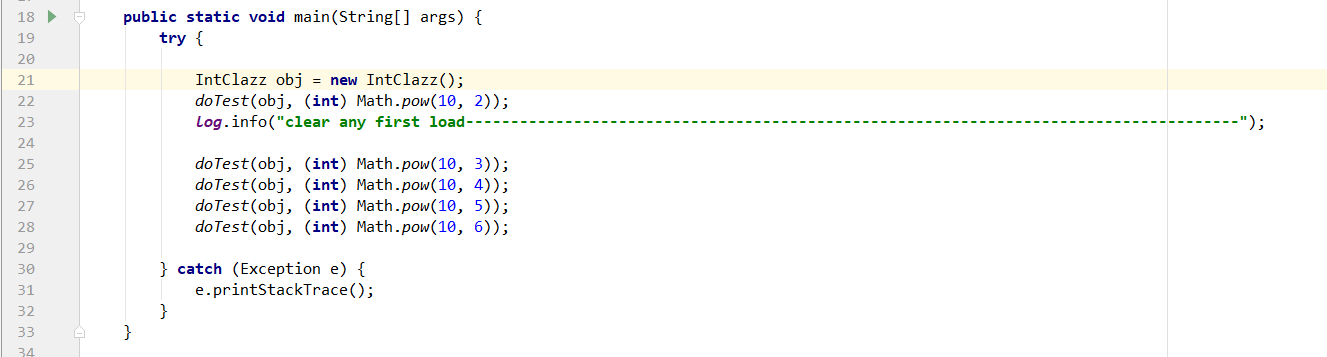 18 public static void main(String[] args) {
19 try {
20
21 IntClazz obj = new IntClazz();
22 doTest(obj, (int) Math.pow(10, 2));
23 log.info("clear any first load--------------------------------------------------------------------------------------");
24
25 doTest(obj, (int) Math.pow(10, 3));
26 doTest(obj, (int) Math.pow(10, 4));
27 doTest(obj, (int) Math.pow(10, 5));
28 doTest(obj, (int) Math.pow(10, 6));
29
30 } catch (Exception e) {
31 e.printStackTrace();
32 }
33 }
34